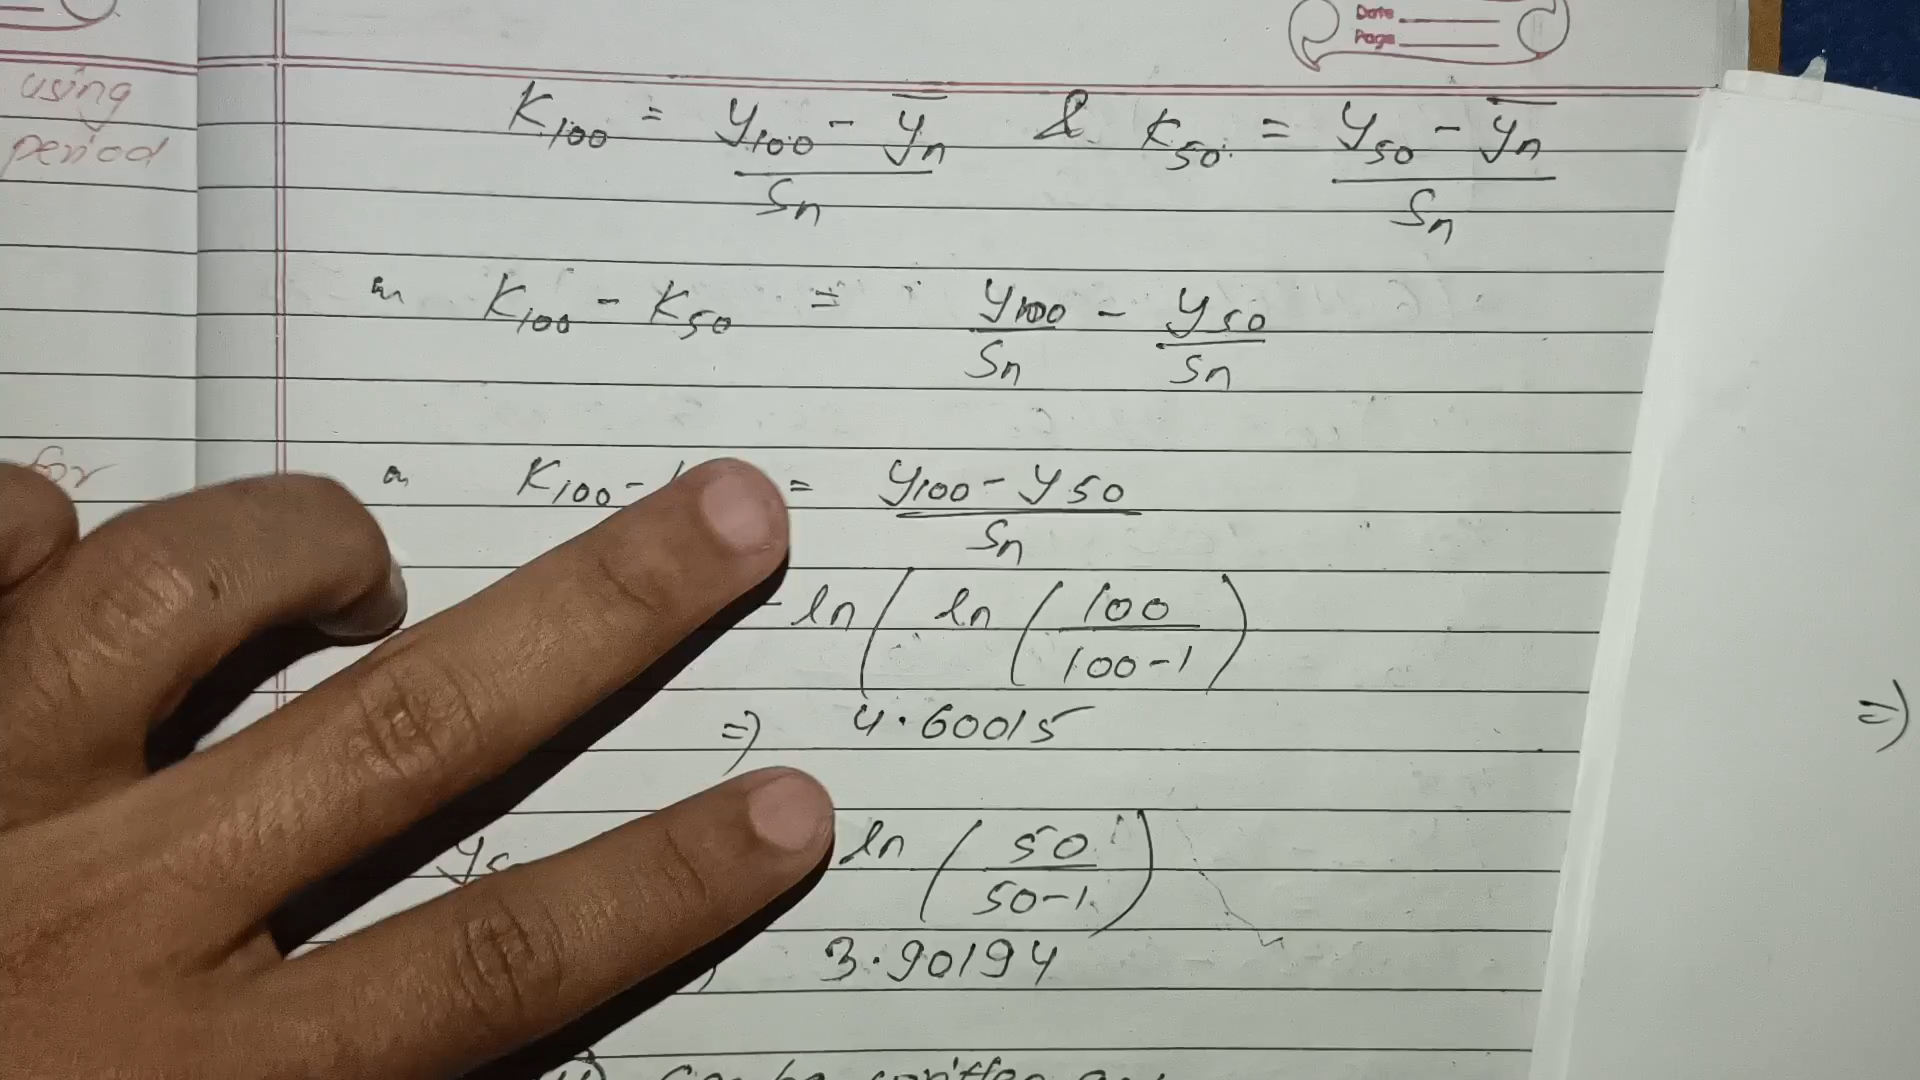 Date
Page
using
period
K100 = (y100 - ȳn) / Sn & K50 = (y50 - ȳn) / Sn
K100 - K50 = y100 / Sn - y50 / Sn
for
K100 - = (y100 - y50) / Sn
- ln ( ln ( 100 / (100-1) )
=> 4.60015
=>
ln ( 50 / (50-1) )
3.90194